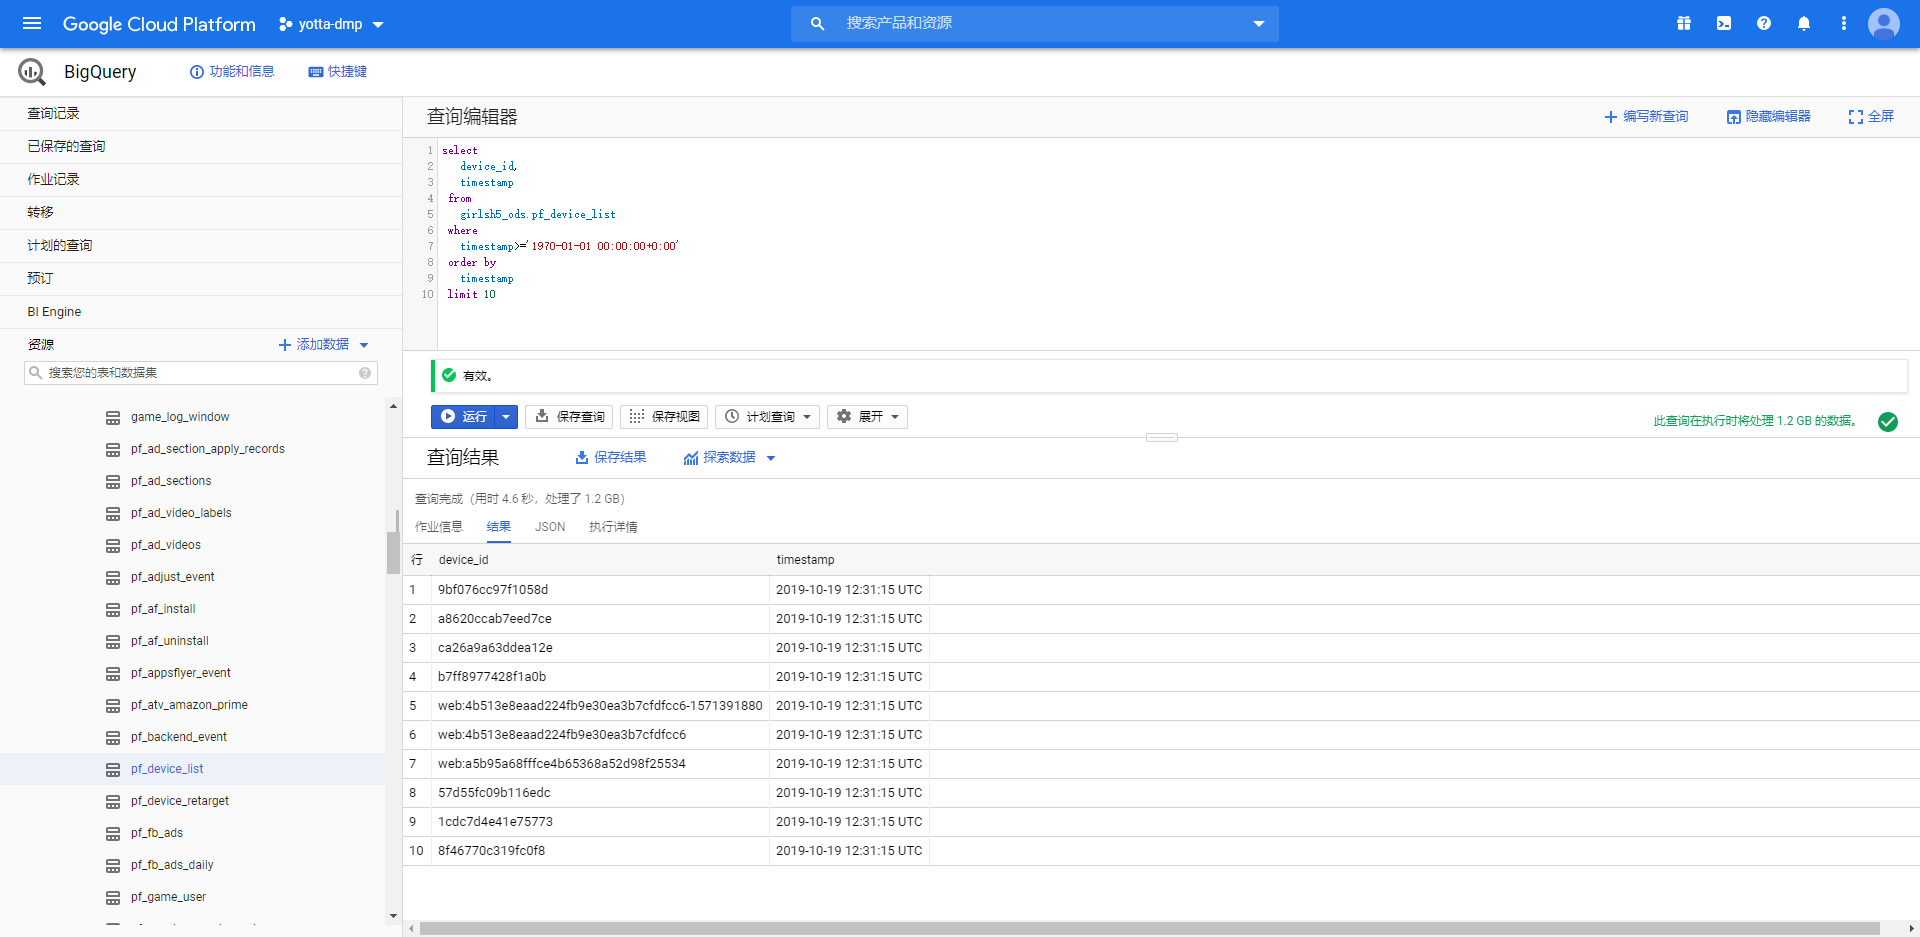 Google Cloud Platform yotta-dmp 搜索产品和资源
BigQuery 功能和信息 快捷键
查询记录
已保存的查询
作业记录
转移
计划的查询
预订
BI Engine
资源 添加数据
搜索您的表和数据集
game_log_window
pf_ad_section_apply_records
pf_ad_sections
pf_ad_video_labels
pf_ad_videos
pf_adjust_event
pf_af_install
pf_af_uninstall
pf_appsflyer_event
pf_atv_amazon_prime
pf_backend_event
pf_device_list
pf_device_retarget
pf_fb_ads
pf_fb_ads_daily
pf_game_user
查询编辑器 编写新查询 隐藏编辑器 全屏
1 select
2 device_id,
3 timestamp
4 from
5 girlsh5_ods.pf_device_list
6 where
7 timestamp>='1970-01-01 00:00:00+0:00'
8 order by
9 timestamp
10 limit 10
有效。
运行 保存查询 保存视图 计划查询 展开 此查询在执行时将处理 1.2 GB 的数据。
查询结果 保存结果 探索数据
查询完成（用时 4.6 秒，处理了 1.2 GB）
作业信息 结果 JSON 执行详情
行 device_id timestamp
1 9bf076cc97f1058d 2019-10-19 12:31:15 UTC
2 a8620ccab7eed7ce 2019-10-19 12:31:15 UTC
3 ca26a9a63ddea12e 2019-10-19 12:31:15 UTC
4 b7ff8977428f1a0b 2019-10-19 12:31:15 UTC
5 web:4b513e8eaad224fb9e30ea3b7cfdfcc6-1571391880 2019-10-19 12:31:15 UTC
6 web:4b513e8eaad224fb9e30ea3b7cfdfcc6 2019-10-19 12:31:15 UTC
7 web:a5b95a68fffce4b65368a52d98f25534 2019-10-19 12:31:15 UTC
8 57d55fc09b116edc 2019-10-19 12:31:15 UTC
9 1cdc7d4e41e75773 2019-10-19 12:31:15 UTC
10 8f46770c319fc0f8 2019-10-19 12:31:15 UTC